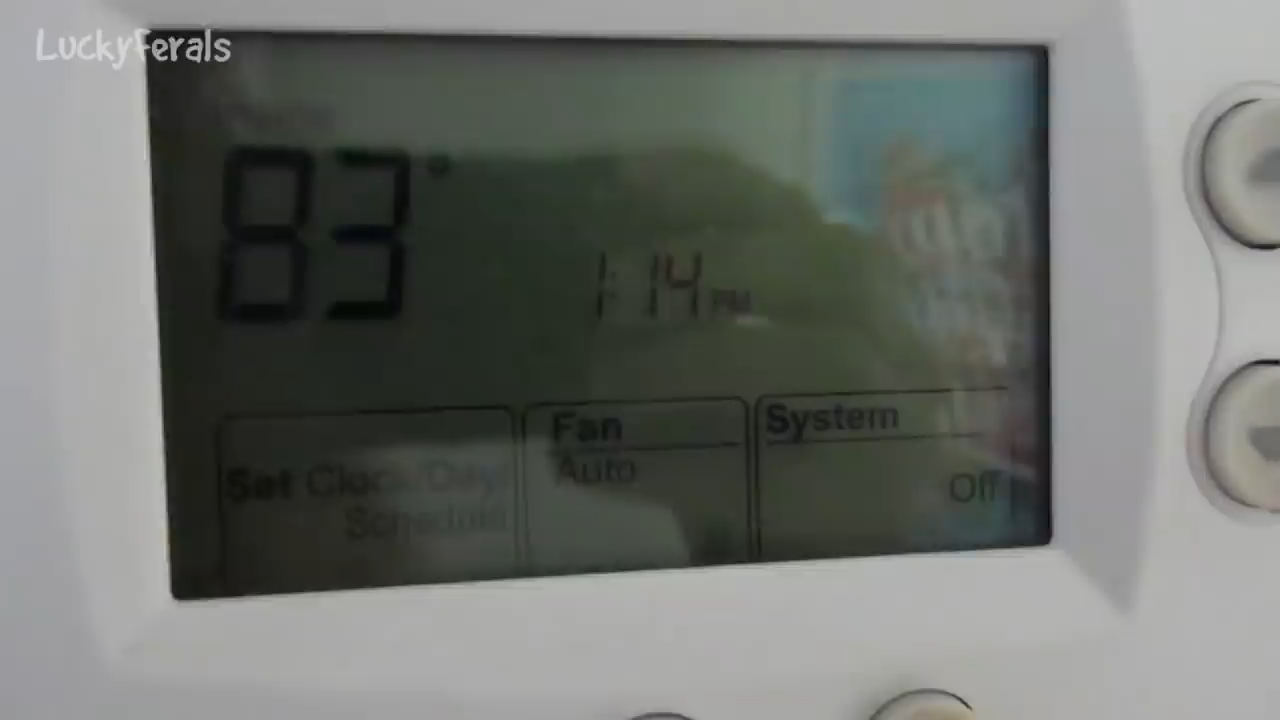 LuckyFerals
83°
1:14 PM
Fan
System
Auto
Set Clock/Day/
Schedule
Off